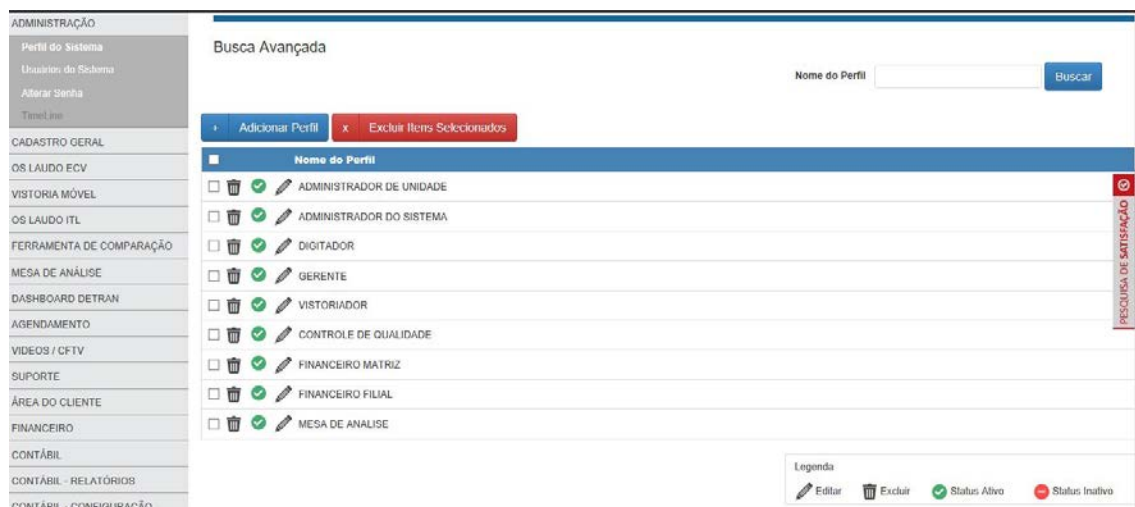 ADMINISTRAÇÃO
Perfil do Sistema
Usuários do Sistema
Alterar Senha
TimeLine
CADASTRO GERAL
OS LAUDO ECV
VISTORIA MÓVEL
OS LAUDO ITL
FERRAMENTA DE COMPARAÇÃO
MESA DE ANÁLISE
DASHBOARD DETRAN
AGENDAMENTO
VIDEOS / CFTV
SUPORTE
ÁREA DO CLIENTE
FINANCEIRO
CONTÁBIL
CONTÁBIL - RELATÓRIOS
CONTÁBIL - CONFIGURAÇÃO
Busca Avançada
Nome do Perfil
Buscar
+ Adicionar Perfil
x Excluir Itens Selecionados
Nome do Perfil
ADMINISTRADOR DE UNIDADE
ADMINISTRADOR DO SISTEMA
DIGITADOR
GERENTE
VISTORIADOR
CONTROLE DE QUALIDADE
FINANCEIRO MATRIZ
FINANCEIRO FILIAL
MESA DE ANALISE
PESQUISA DE SATISFAÇÃO
Legenda
Editar Excluir Status Ativo Status Inativo